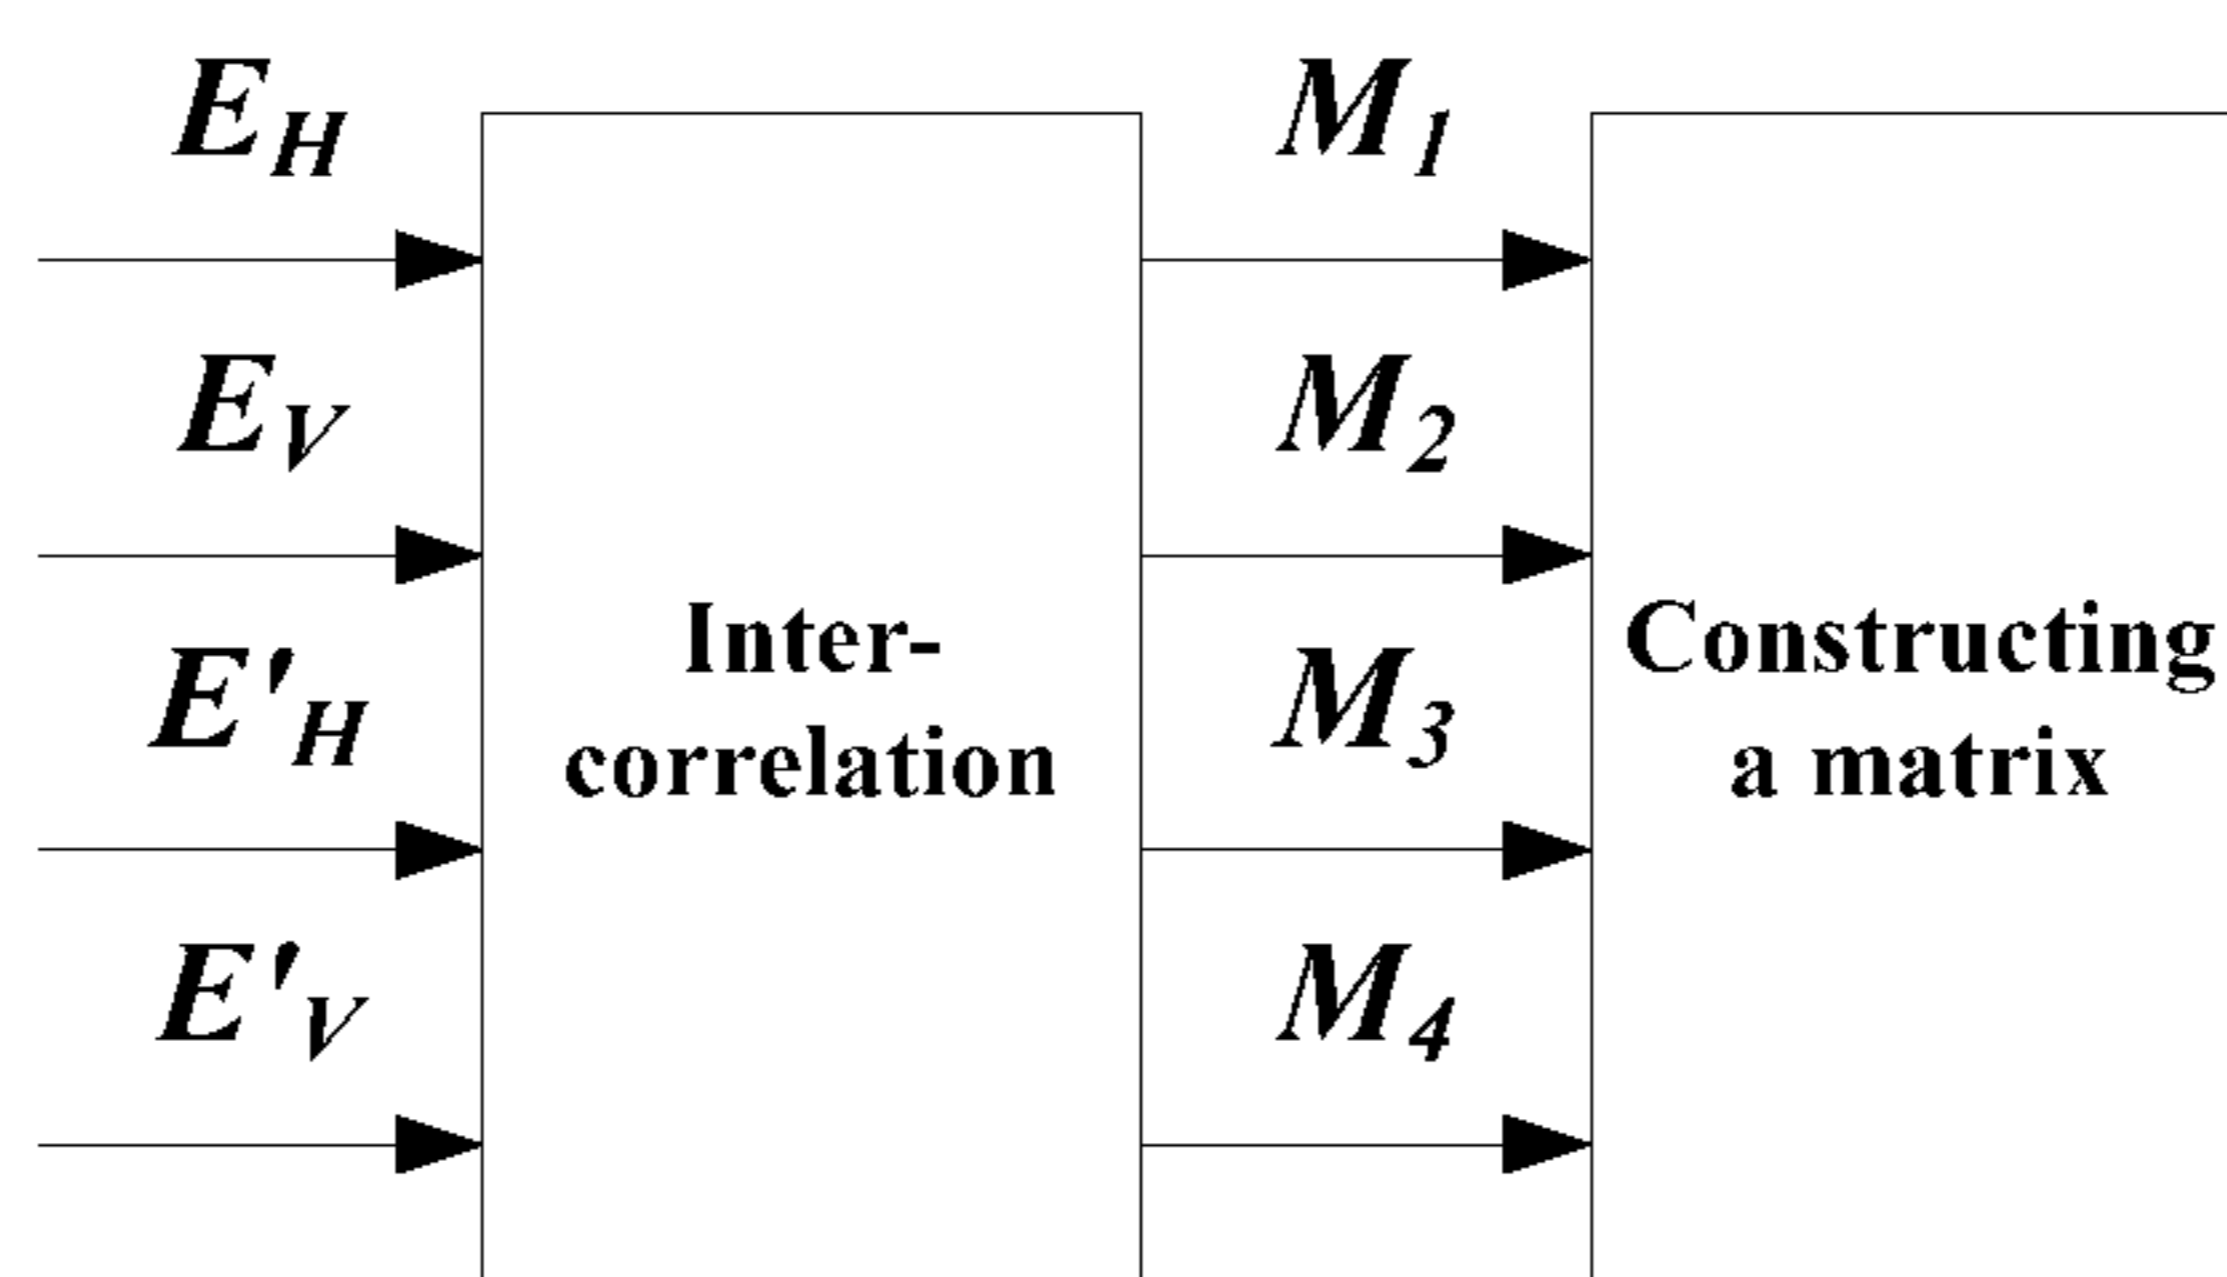 E_H
M_1
E_V
M_2
E'_H
Inter-
correlation
M_3
Constructing
a matrix
E'_V
M_4